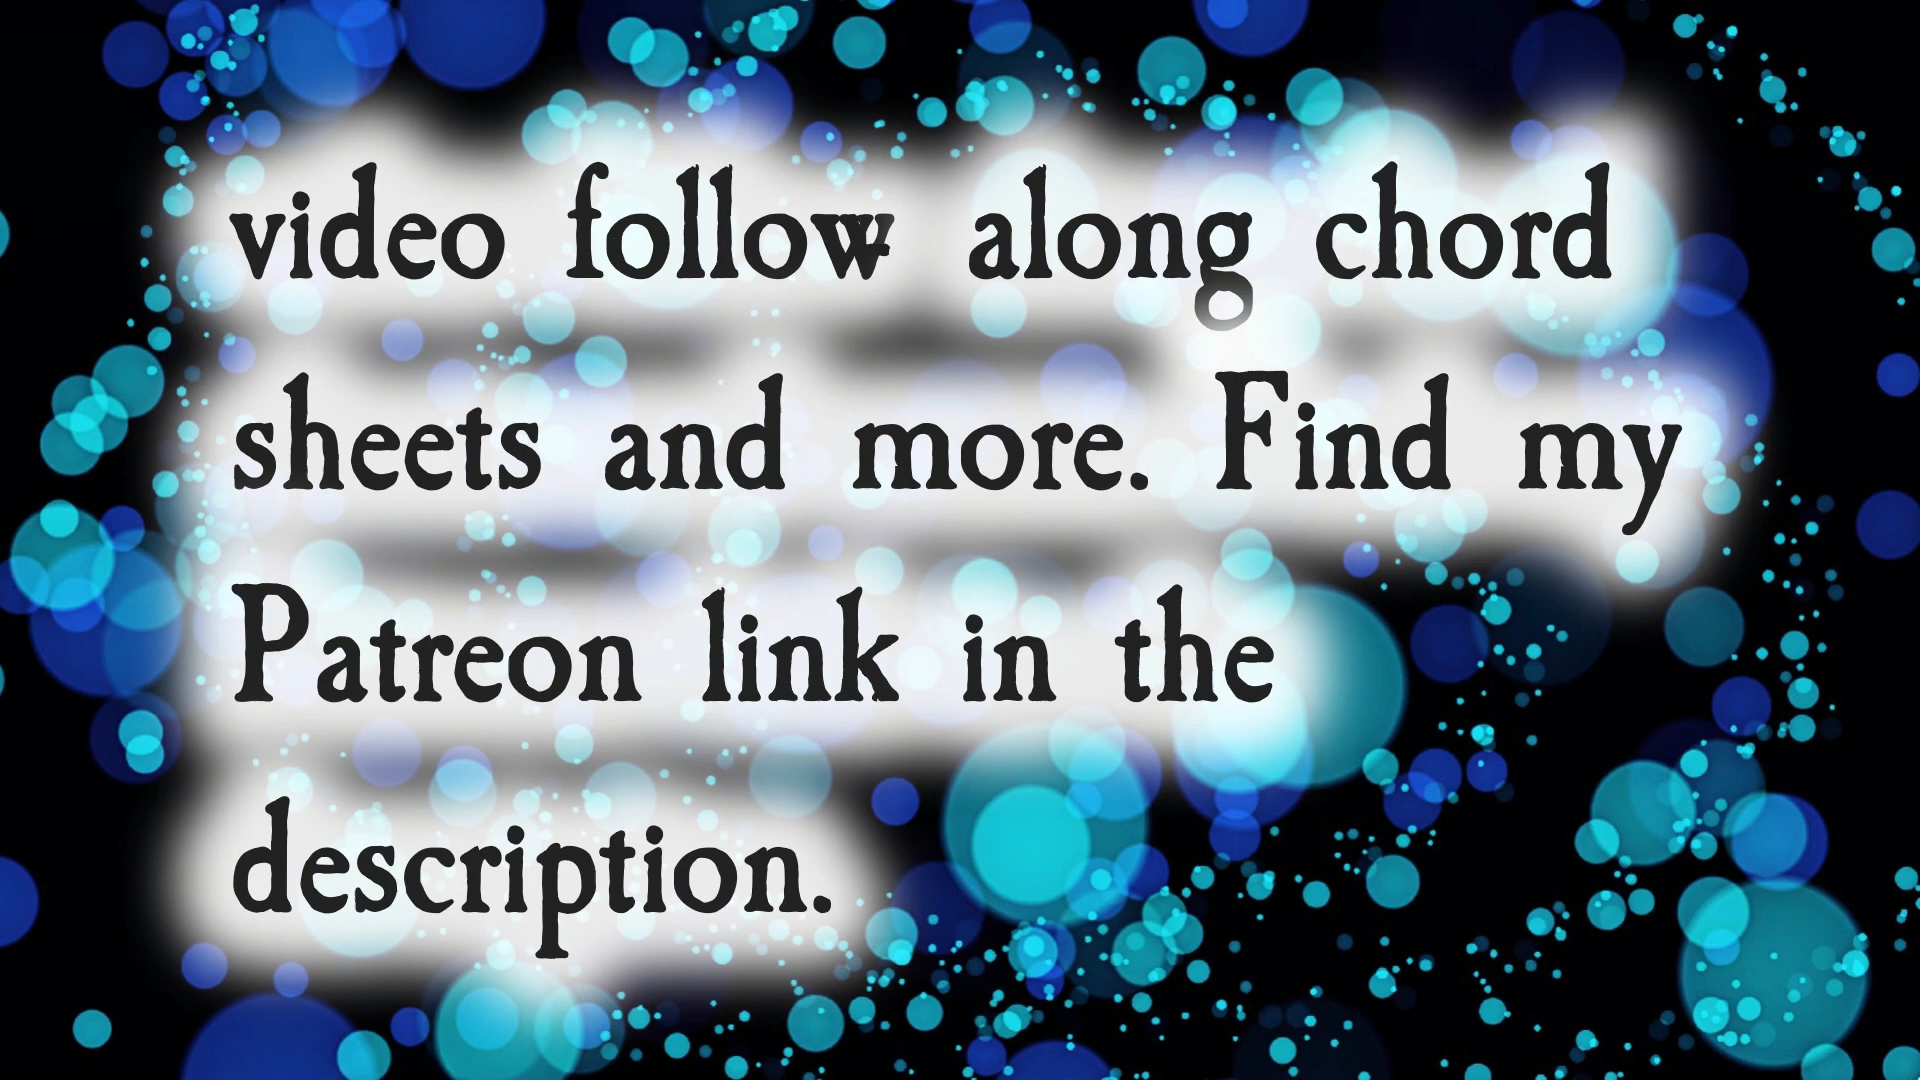 video follow along chord
sheets and more. Find my
Patreon link in the
description.